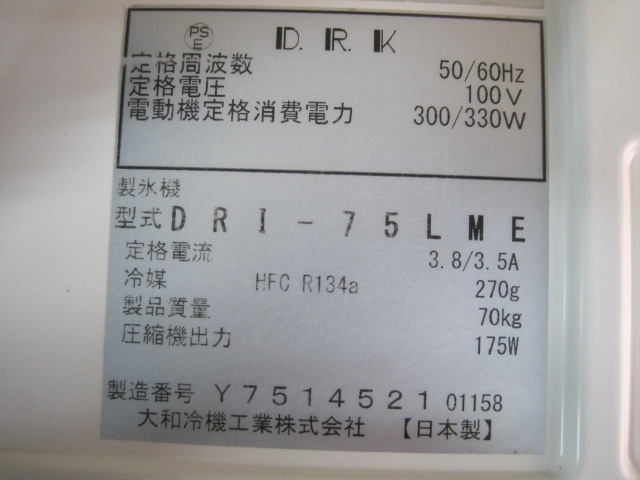 PS E D.R.K
定格周波数 50/60Hz
定格電圧 100V
電動機定格消費電力 300/330W
製氷機
型式 DRI-75LME
定格電流 3.8/3.5A
冷媒 HFC R134a 270g
製品質量 70kg
圧縮機出力 175W
製造番号 Y7514521 01158
大和冷機工業株式会社 【日本製】